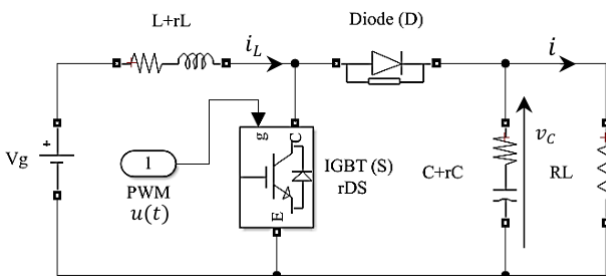 L+rL
i_L
Diode (D)
i
Vg
+
1
PWM
u(t)
g
C
E
IGBT (S)
rDS
C+rC
v_C
RL